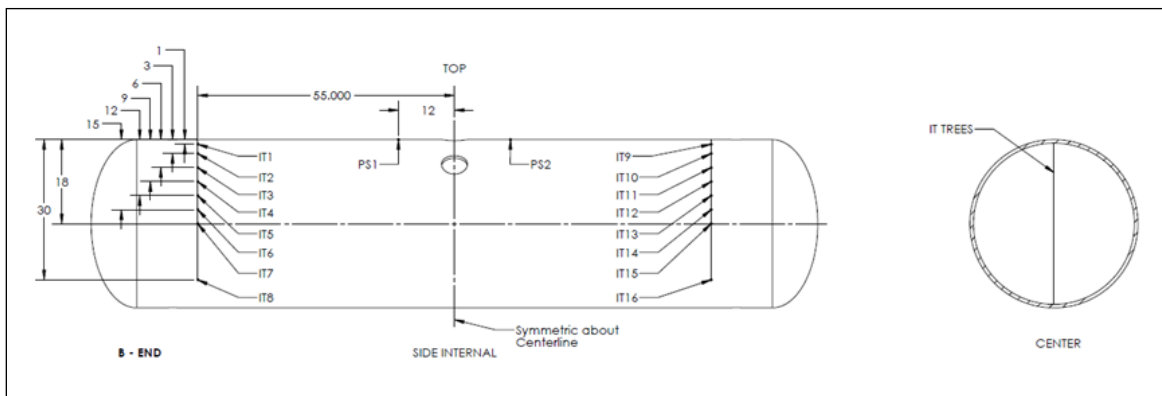 1
3
6
9
12
15
TOP
55.000
12
IT TREES
IT1
PS1
PS2
IT9
IT2
IT10
IT3
IT11
18
IT4
IT12
30
IT5
IT13
IT6
IT14
IT7
IT15
IT8
IT16
Symmetric about
Centerline
B - END
SIDE INTERNAL
CENTER